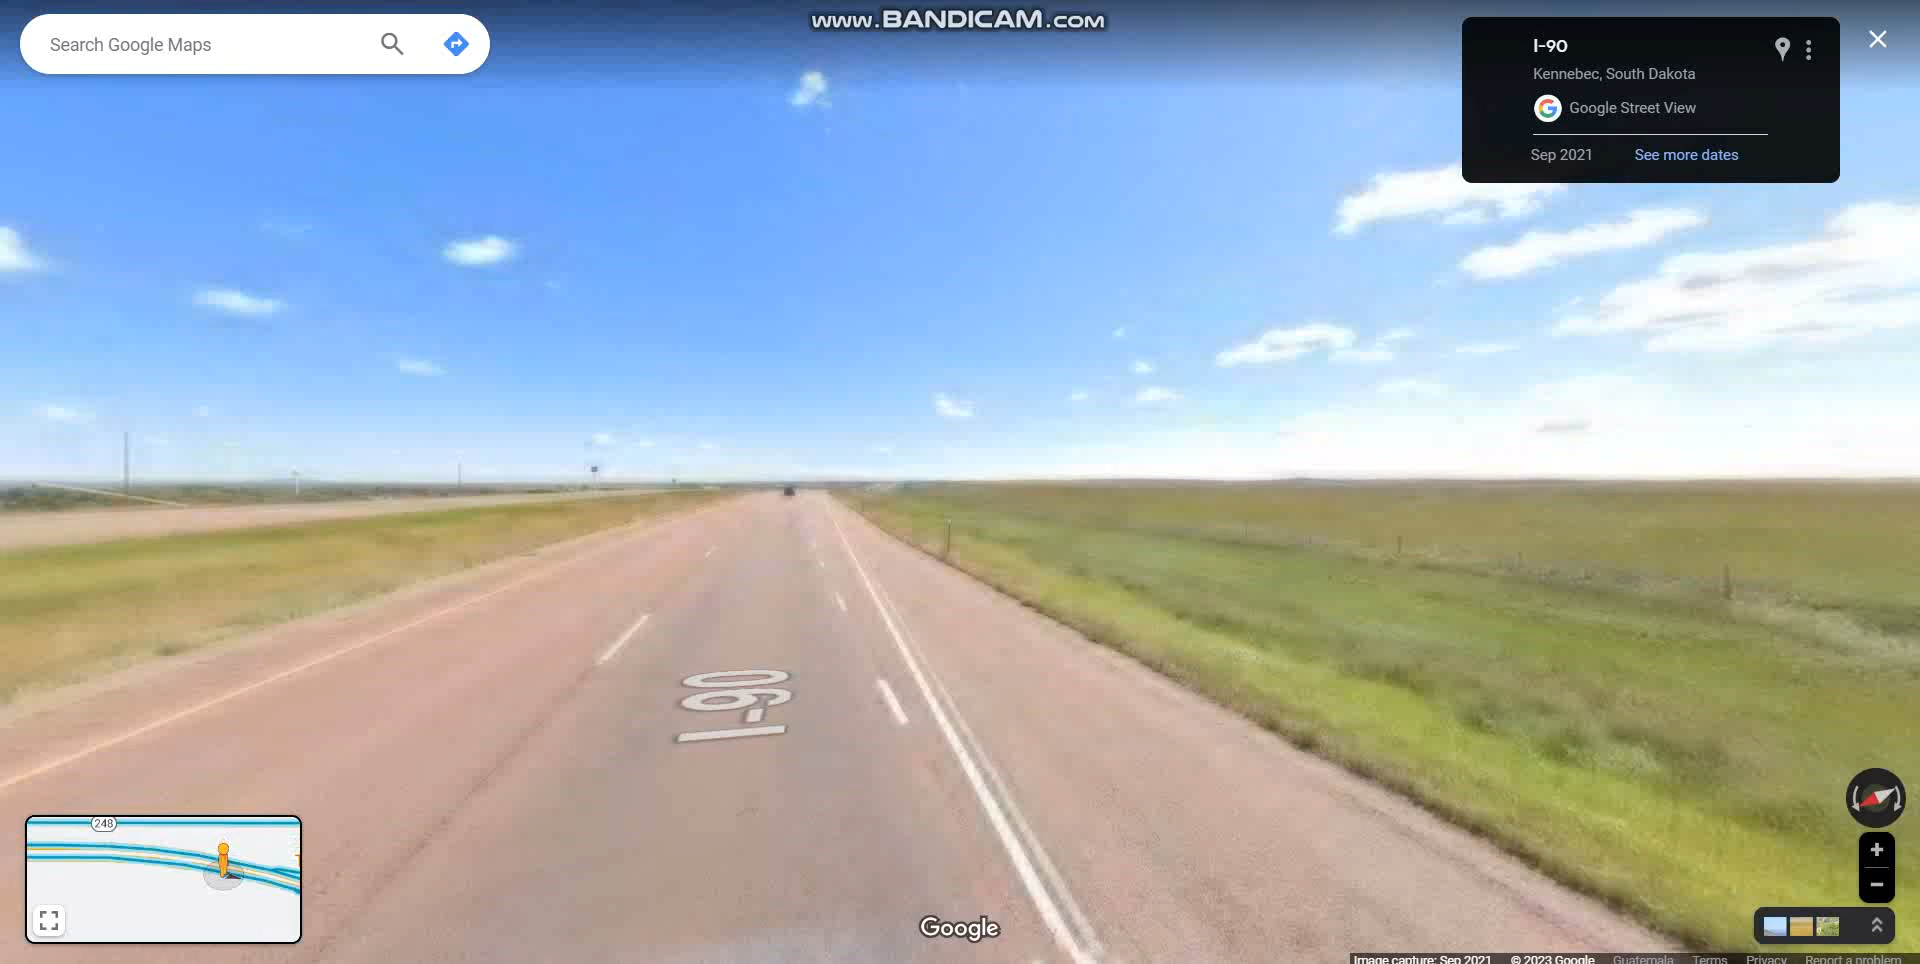 www.BANDICAM.com
Search Google Maps
I-90
Kennebec, South Dakota
Google Street View
Sep 2021 See more dates
I-90
248
Google
Image capture: Sep 2021 © 2023 Google Guatemala Terms Privacy Report a problem